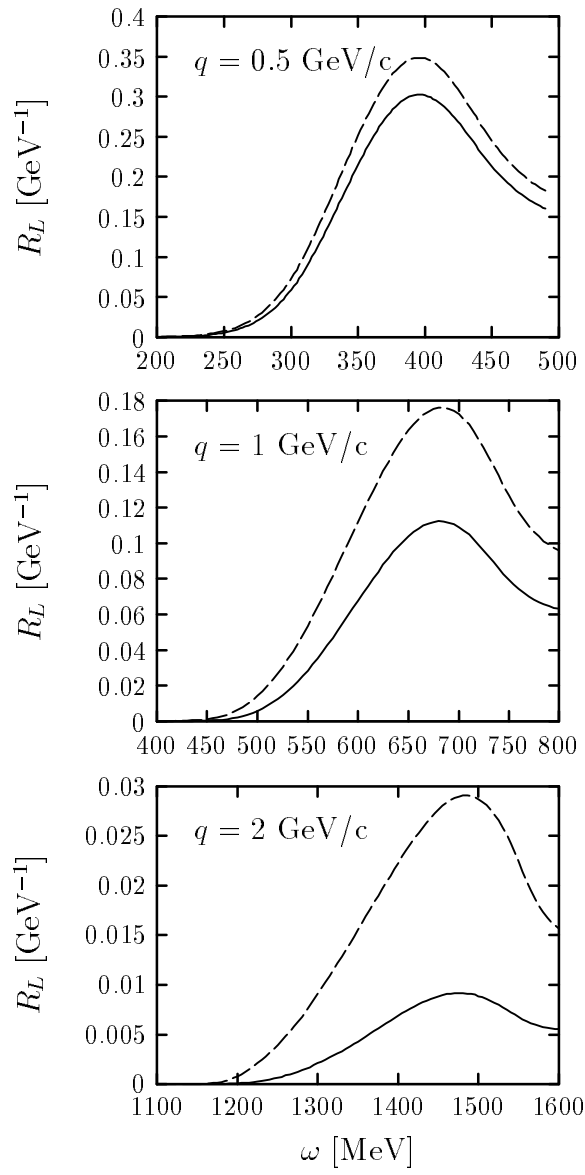 0.4
0.35
0.3
0.25
0.2
0.15
0.1
0.05
0
R_L [GeV⁻¹]
q = 0.5 GeV/c
200 250 300 350 400 450 500
0.18
0.16
0.14
0.12
0.1
0.08
0.06
0.04
0.02
0
R_L [GeV⁻¹]
q = 1 GeV/c
400 450 500 550 600 650 700 750 800
0.03
0.025
0.02
0.015
0.01
0.005
0
R_L [GeV⁻¹]
q = 2 GeV/c
1100 1200 1300 1400 1500 1600
ω [MeV]